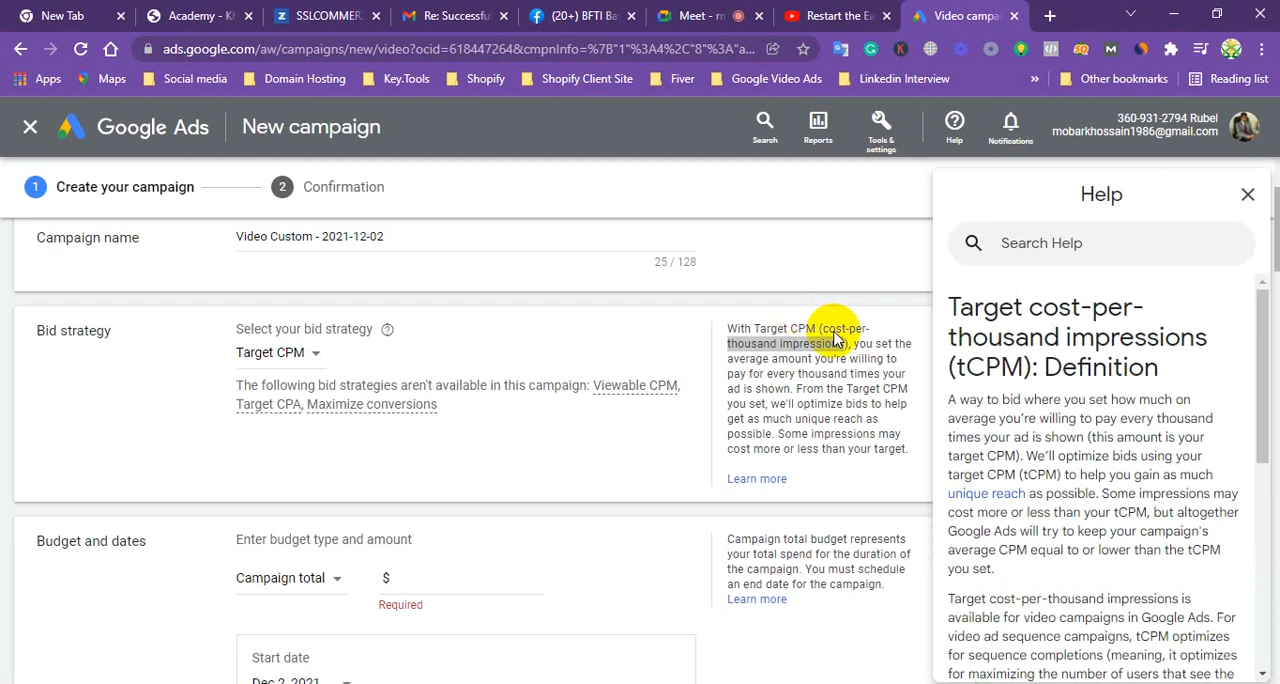 New Tab
Academy - Kh
SSLCOMMER
Re: Successfu
(20+) BFTI Ba
Meet - rm
Restart the Ea
Video campa
ads.google.com/aw/campaigns/new/video?ocid=618447264&cmpnInfo=%7B"1"%3A4%2C"8"%3A"a...
Apps
Maps
Social media
Domain Hosting
Key.Tools
Shopify
Shopify Client Site
Fiver
Google Video Ads
Linkedin Interview
»
Other bookmarks
Reading list
Google Ads
New campaign
Search
Reports
Tools & settings
Help
Notifications
360-931-2794 Rubel
mobarkhossain1986@gmail.com
1 Create your campaign
2 Confirmation
Campaign name
Video Custom - 2021-12-02
25 / 128
Bid strategy
Select your bid strategy
Target CPM
The following bid strategies aren't available in this campaign: Viewable CPM,
Target CPA, Maximize conversions
With Target CPM (cost-per-
thousand impressions), you set the
average amount you're willing to
pay for every thousand times your
ad is shown. From the Target CPM
you set, we'll optimize bids to help
get as much unique reach as
possible. Some impressions may
cost more or less than your target.
Learn more
Budget and dates
Enter budget type and amount
Campaign total
$
Required
Start date
Dec 2, 2021
Campaign total budget represents
your total spend for the duration of
the campaign. You must schedule
an end date for the campaign.
Learn more
Help
Search Help
Target cost-per-
thousand impressions
(tCPM): Definition
A way to bid where you set how much on
average you're willing to pay every thousand
times your ad is shown (this amount is your
target CPM). We'll optimize bids using your
target CPM (tCPM) to help you gain as much
unique reach as possible. Some impressions may
cost more or less than your tCPM, but altogether
Google Ads will try to keep your campaign's
average CPM equal to or lower than the tCPM
you set.
Target cost-per-thousand impressions is
available for video campaigns in Google Ads. For
video ad sequence campaigns, tCPM optimizes
for sequence completions (meaning, it optimizes
for maximizing the number of users that see the